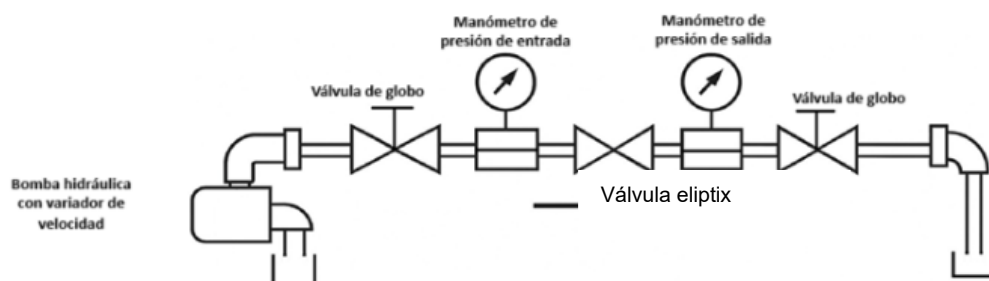 Manómetro de
presión de entrada
Manómetro de
presión de salida
Válvula de globo
Válvula de globo
Bomba hidráulica
con variador de
velocidad
Válvula eliptix